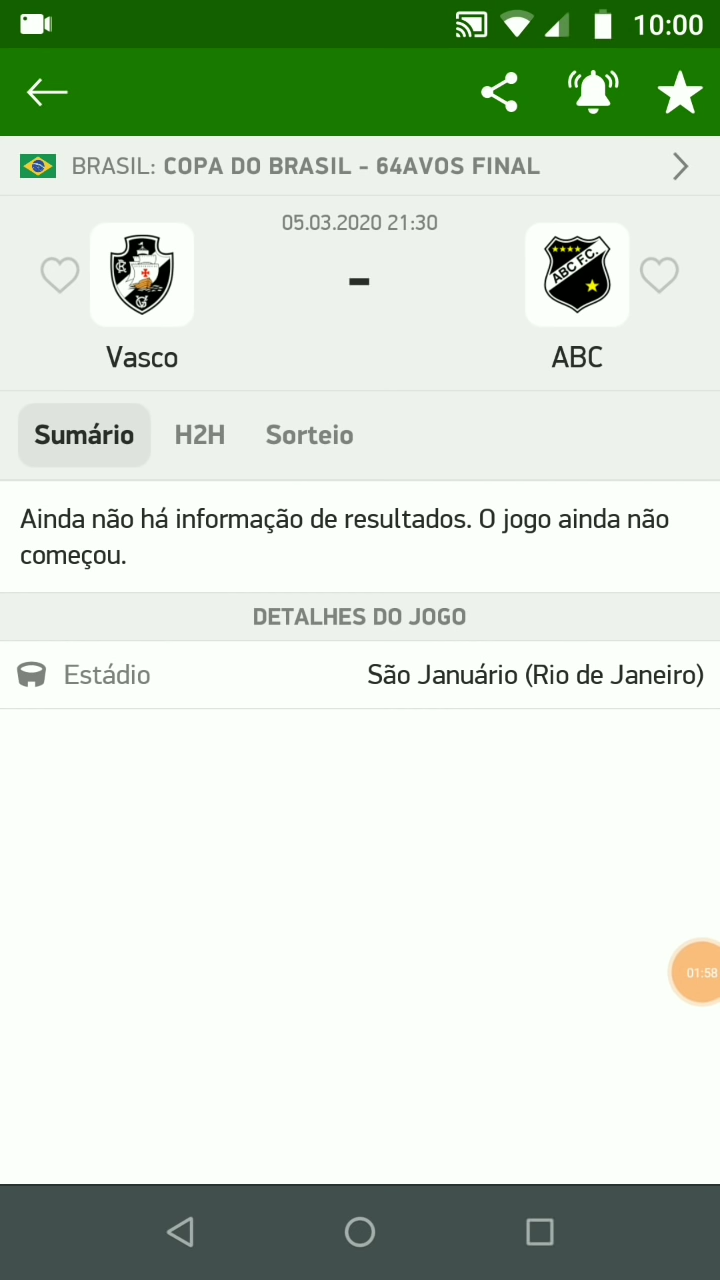 10:00
BRASIL: COPA DO BRASIL - 64AVOS FINAL
05.03.2020 21:30
-
ABC F.C.
Vasco
ABC
Sumário
H2H
Sorteio
Ainda não há informação de resultados. O jogo ainda não
começou.
DETALHES DO JOGO
Estádio
São Januário (Rio de Janeiro)
01:58